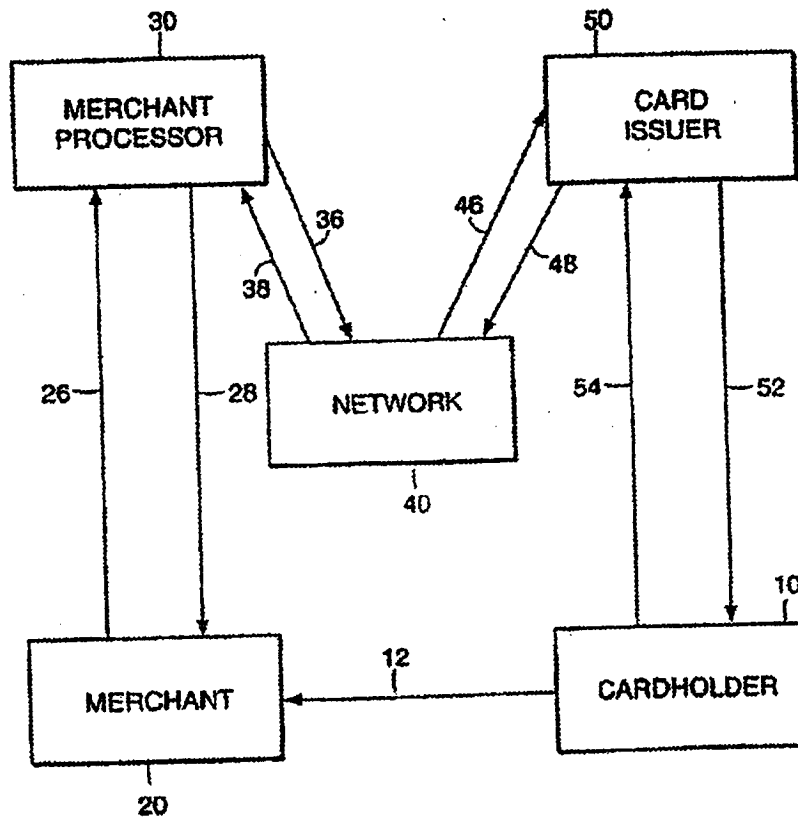 30
50
MERCHANT
PROCESSOR
CARD
ISSUER
36
46
38
48
26
28
NETWORK
54
52
40
10
12
MERCHANT
CARDHOLDER
20